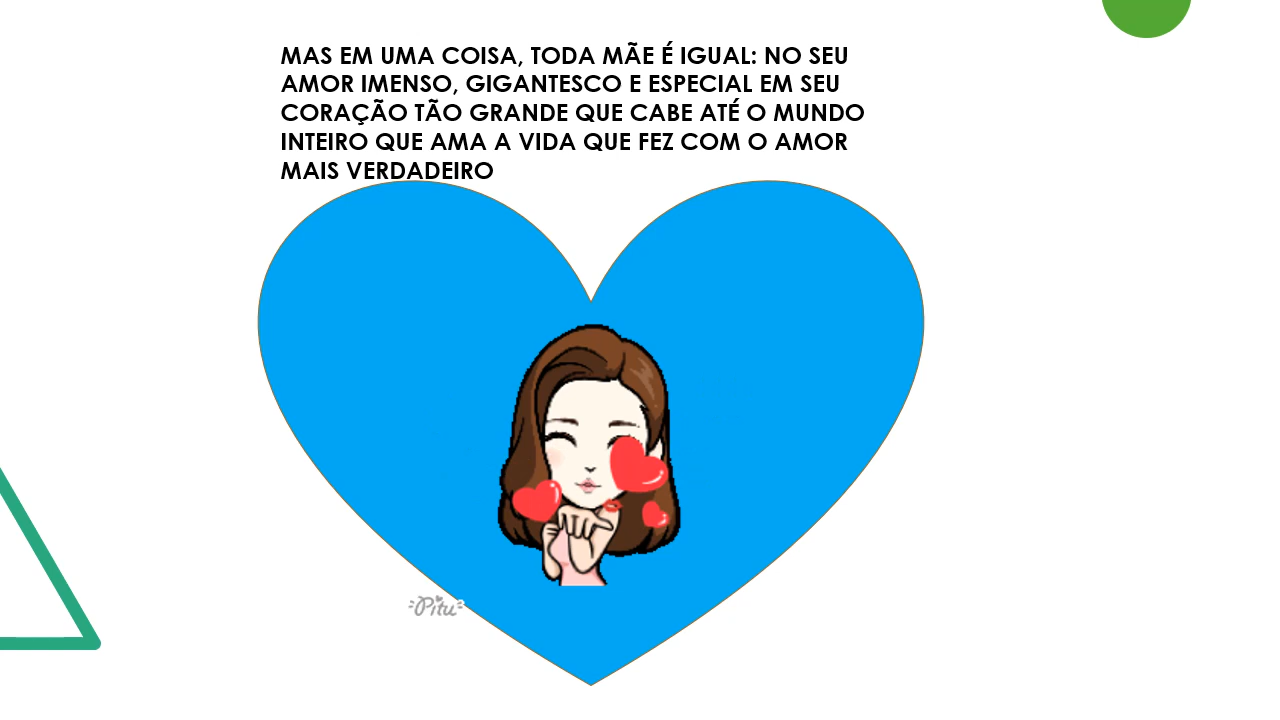 MAS EM UMA COISA, TODA MÃE É IGUAL: NO SEU
AMOR IMENSO, GIGANTESCO E ESPECIAL EM SEU
CORAÇÃO TÃO GRANDE QUE CABE ATÉ O MUNDO
INTEIRO QUE AMA A VIDA QUE FEZ COM O AMOR
MAIS VERDADEIRO
Pitu